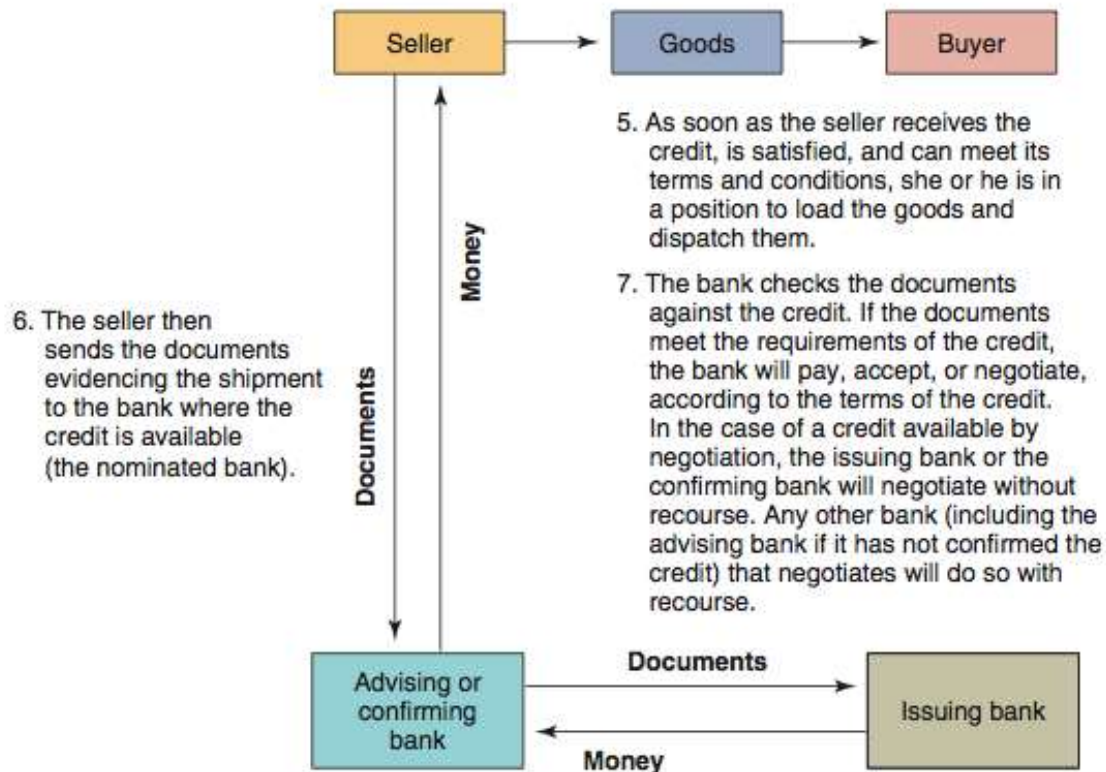 Seller
Goods
Buyer
5. As soon as the seller receives the
credit, is satisfied, and can meet its
terms and conditions, she or he is in
a position to load the goods and
dispatch them.
Money
7. The bank checks the documents
against the credit. If the documents
meet the requirements of the credit,
the bank will pay, accept, or negotiate,
according to the terms of the credit.
In the case of a credit available by
negotiation, the issuing bank or the
confirming bank will negotiate without
recourse. Any other bank (including the
advising bank if it has not confirmed the
credit) that negotiates will do so with
recourse.
6. The seller then
sends the documents
evidencing the shipment
to the bank where the
credit is available
(the nominated bank).
Documents
Advising or
confirming
bank
Documents
Money
Issuing bank